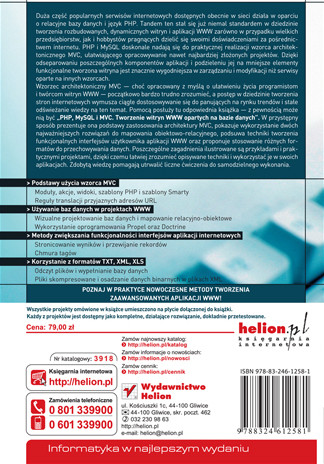 Duża część popularnych serwisów internetowych dostępnych obecnie w sieci działa w oparciu
o relacyjne bazy danych i język PHP. Tandem ten stał się już niemal standardem w dziedzinie
tworzenia rozbudowanych, dynamicznych witryn i aplikacji WWW zarówno w przypadku wielkich
przedsiębiorstw, jak i hobbystów pragnących dzielić się swoimi doświadczeniami za pośrednic-
twem internetu. PHP i MySQL doskonale nadają się do praktycznej realizacji wzorca architek-
tonicznego MVC, ułatwiającego opracowywanie nawet najbardziej złożonych projektów. Dzięki
odseparowaniu poszczególnych komponentów aplikacji i podzieleniu jej na mniejsze elementy
funkcjonalne tworzona witryna jest znacznie wygodniejsza w zarządzaniu i modyfikacji niż serwisy
oparte na innych wzorcach.
Wzorzec architektoniczny MVC — choć opracowany z myślą o ułatwieniu życia programistom
i twórcom witryn WWW — początkowo bardzo trudno zrozumieć, a postęp w dziedzinie tworzenia
stron internetowych wymusza ciągłe dostosowywanie się do panujących na rynku trendów i stałe
odświeżanie wiedzy na ten temat. Pomocą posłuży tu odpowiednia książka — z pewnością może
nią być „PHP, MySQL i MVC. Tworzenie witryn WWW opartych na bazie danych”. W przystępny
sposób prezentuje ona podstawy zastosowania architektury MVC, pokazuje wykorzystanie dwóch
najważniejszych rozwiązań do mapowania obiektowo-relacyjnego, podsuwa techniki tworzenia
funkcjonalnych interfejsów użytkownika aplikacji WWW oraz proponuje stosowanie różnych for-
matów do przechowywania danych. Poszczególne zagadnienia ilustrowane są przykładami i prak-
tycznymi projektami, dzięki czemu łatwiej zrozumieć opisywane techniki i wykorzystać je w swoich
aplikacjach. Zdobytą wiedzę pomagają utrwalić liczne ćwiczenia do samodzielnego wykonania.
> Podstawy użycia wzorca MVC
Moduły, akcje, widoki, szablony PHP i szablony Smarty
Reguły translacji przyjaznych adresów URL
> Używanie baz danych w projektach WWW
Wizualne projektowanie baz danych i mapowanie relacyjno-obiektowe
Wykorzystanie oprogramowania Propel oraz Doctrine
> Metody zwiększania funkcjonalności interfejsów aplikacji internetowych
Stronicowanie wyników i przewijanie rekordów
Chmura tagów
> Korzystanie z formatów TXT, XML, XLS
Odczyt plików i wypełnianie bazy danych
Pliki skompresowane i osadzanie danych binarnych w plikach XML
POZNAJ W PRAKTYCE NOWOCZESNE METODY TWORZENIA
ZAAWANSOWANYCH APLIKACJI WWW!
Wszystkie projekty omówione w książce umieszczono na płycie dołączonej do książki.
Każdy z projektów jest dostępny jako kompletne, działające rozwiązanie, dokładnie przetestowane.
Cena: 79,00 zł
Nr katalogowy: 3918
Księgarnia internetowa
http://helion.pl
Zamówienia telefoniczne
0 801 339900
0 601 339900
Zamów najnowszy katalog:
http://helion.pl/katalog
Zamów informacje o nowościach:
http://helion.pl/nowosci
Zamów cennik:
http://helion.pl/cennik
Wydawnictwo
Helion
ul. Kościuszki 1c, 44-100 Gliwice
44-100 Gliwice, skr. poczt. 462
032 230 98 63
http://helion.pl
e-mail: helion@helion.pl
helion.pl
księgarnia
internetowa
ISBN 978-83-246-1258-1
9 788324 612581
Informatyka w najlepszym wydaniu